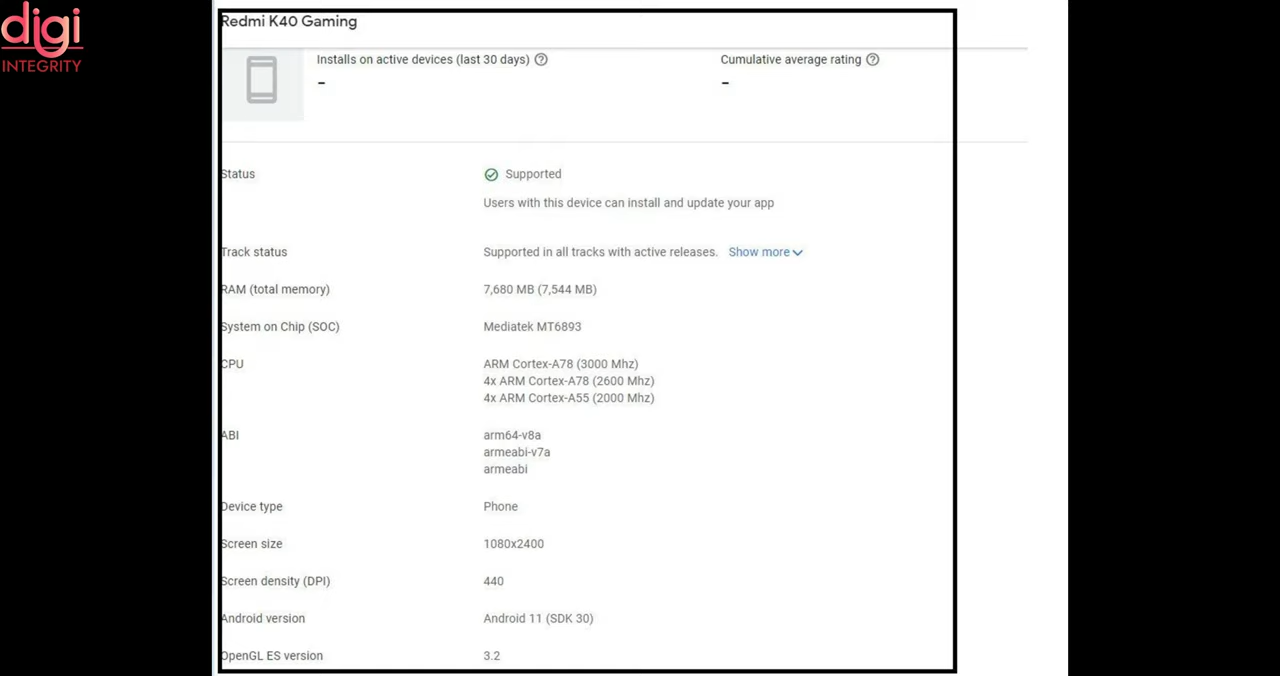 digi
INTEGRITY
Redmi K40 Gaming
Installs on active devices (last 30 days) ?
Cumulative average rating ?
–
–
Status
Supported
Users with this device can install and update your app
Track status
Supported in all tracks with active releases. Show more
RAM (total memory)
7,680 MB (7,544 MB)
System on Chip (SOC)
Mediatek MT6893
CPU
ARM Cortex-A78 (3000 Mhz)
4x ARM Cortex-A78 (2600 Mhz)
4x ARM Cortex-A55 (2000 Mhz)
ABI
arm64-v8a
armeabi-v7a
armeabi
Device type
Phone
Screen size
1080x2400
Screen density (DPI)
440
Android version
Android 11 (SDK 30)
OpenGL ES version
3.2